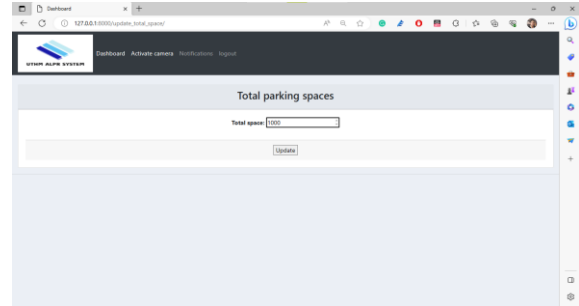 Dashboard
127.0.0.1:8000/update_total_space/
UTHM ALPR SYSTEM
Dashboard Activate camera Notifications logout
Total parking spaces
Total space: 1000
Update